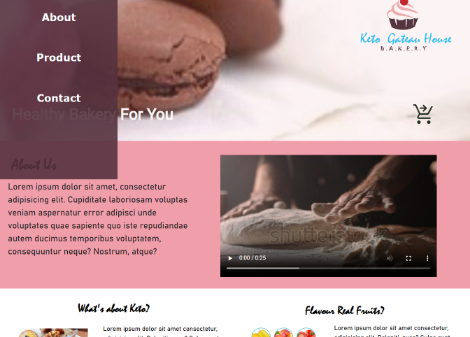 About
Product
Contact
Keto Gateau House
BAKERY
Healthy Bakery For You
About Us
Lorem ipsum dolor sit amet, consectetur
adipisicing elit. Cupiditate laboriosam voluptas
veniam aspernatur error adipisci unde
voluptates quae sapiente quo iste repudiandae
autem ducimus temporibus voluptatem,
consequuntur neque? Nostrum, atque?
shutters
0:00 / 0:25
What's about Keto?
Lorem ipsum dolor sit amet, consectetur
Flavour Real Fruits?
Lorem ipsum dolor sit amet, consectetur